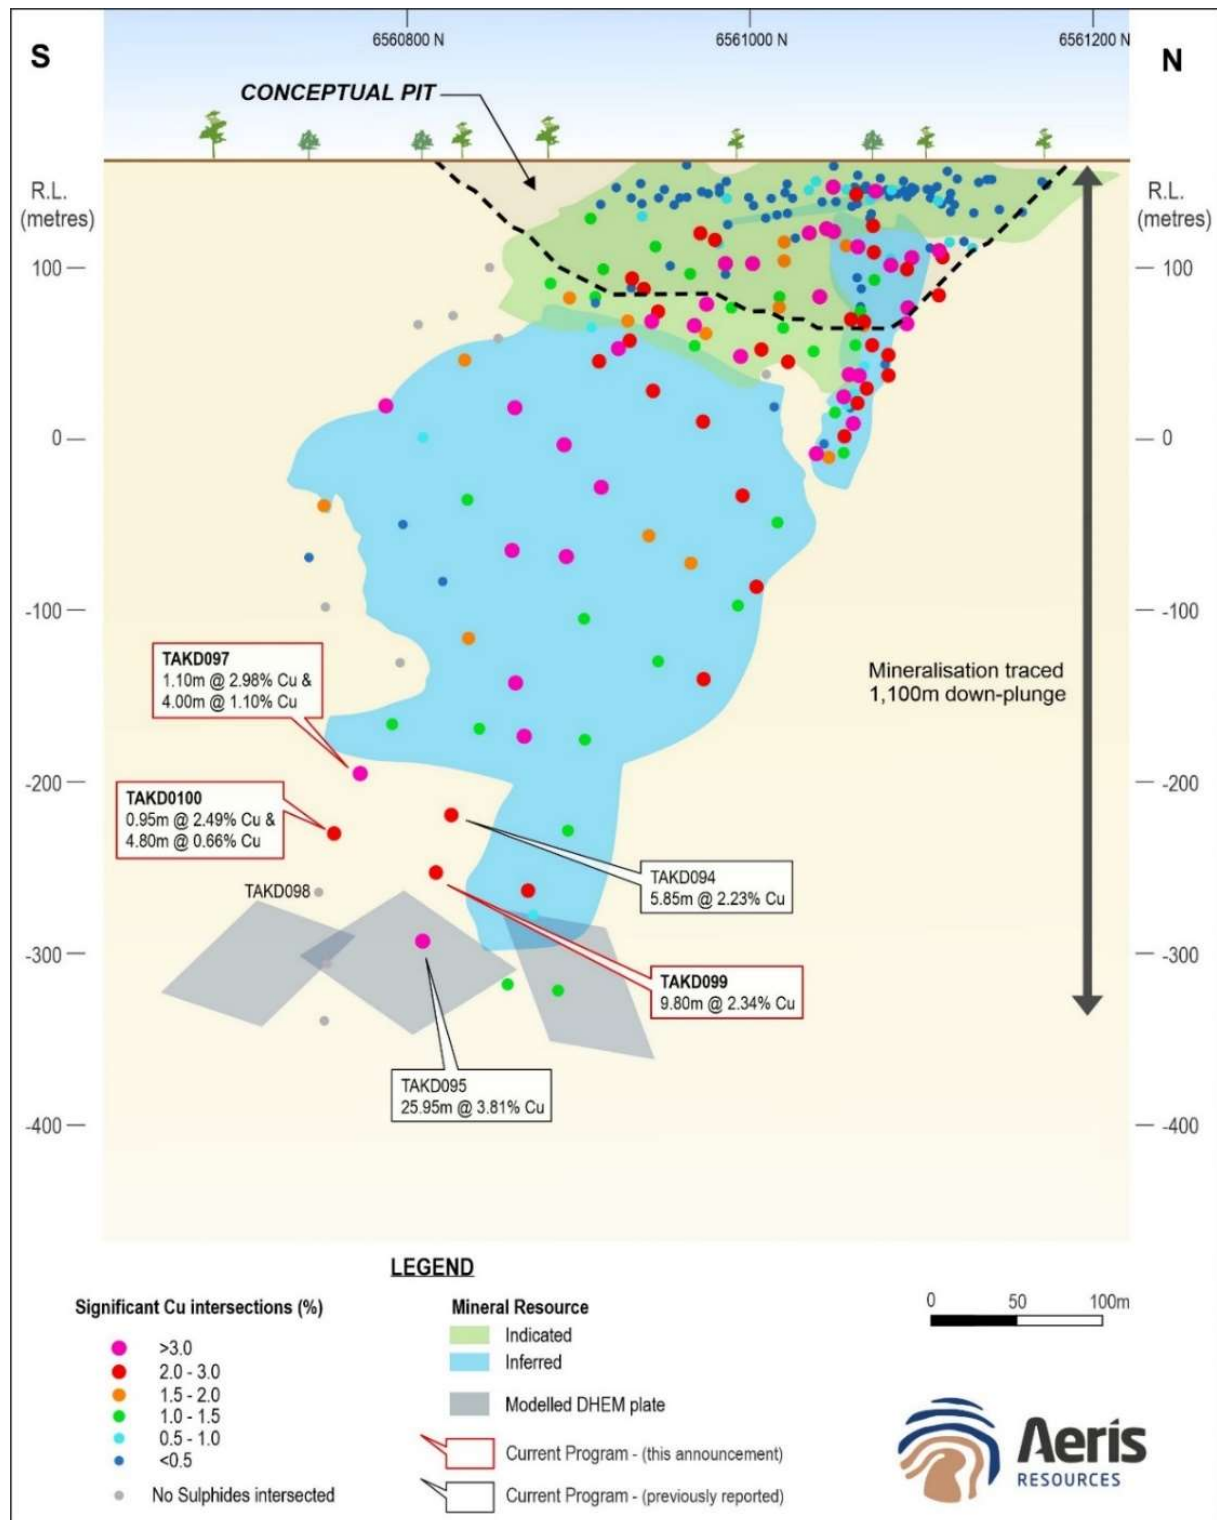 6560800 N
6561000 N
6561200 N
S
N
CONCEPTUAL PIT
R.L.
(metres)
R.L.
(metres)
100
100
0
0
-100
-100
Mineralisation traced
1,100m down-plunge
TAKD097
1.10m @ 2.98% Cu &
4.00m @ 1.10% Cu
-200
-200
TAKD0100
0.95m @ 2.49% Cu &
4.80m @ 0.66% Cu
TAKD094
5.85m @ 2.23% Cu
TAKD098
-300
-300
TAKD099
9.80m @ 2.34% Cu
TAKD095
25.95m @ 3.81% Cu
-400
-400
LEGEND
Significant Cu intersections (%)
>3.0
2.0 - 3.0
1.5 - 2.0
1.0 - 1.5
0.5 - 1.0
<0.5
No Sulphides intersected
Mineral Resource
Indicated
Inferred
Modelled DHEM plate
Current Program - (this announcement)
Current Program - (previously reported)
0 50 100m
Aeris
RESOURCES